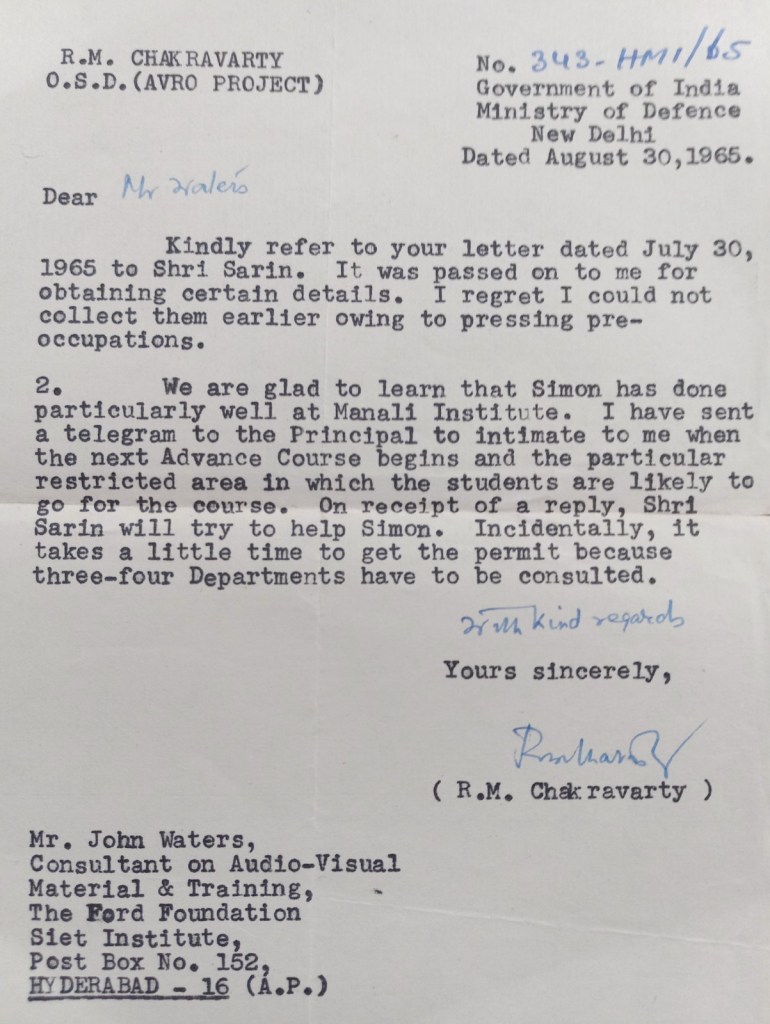 R.M. CHAKRAVARTY
O.S.D.(AVRO PROJECT)
No. 343-HMI/65
Government of India
Ministry of Defence
New Delhi
Dated August 30,1965.
Dear Mr Waters
Kindly refer to your letter dated July 30,
1965 to Shri Sarin. It was passed on to me for
obtaining certain details. I regret I could not
collect them earlier owing to pressing pre-
occupations.
2. We are glad to learn that Simon has done
particularly well at Manali Institute. I have sent
a telegram to the Principal to intimate to me when
the next Advance Course begins and the particular
restricted area in which the students are likely to
go for the course. On receipt of a reply, Shri
Sarin will try to help Simon. Incidentally, it
takes a little time to get the permit because
three-four Departments have to be consulted.
With kind regards
Yours sincerely,
( R.M. Chakravarty )
Mr. John Waters,
Consultant on Audio-Visual
Material & Training,
The Ford Foundation
Siet Institute,
Post Box No. 152,
HYDERABAD - 16 (A.P.)